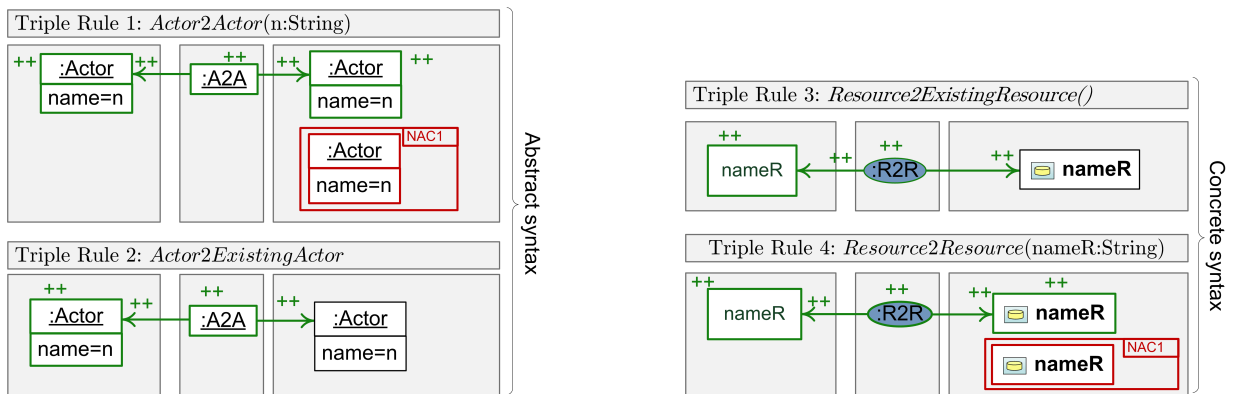 Triple Rule 1: Actor2Actor(n:String)
++ :Actor ++ ++ :A2A ++ :Actor ++
name=n name=n
NAC1
:Actor
name=n
Triple Rule 2: Actor2ExistingActor
++ :Actor ++ ++ :A2A ++ :Actor
name=n name=n
Abstract syntax
Triple Rule 3: Resource2ExistingResource()
++ nameR ++ ++ :R2R ++ nameR
Triple Rule 4: Resource2Resource(nameR:String)
++ nameR ++ ++ :R2R ++ ++ nameR
NAC1
nameR
Concrete syntax